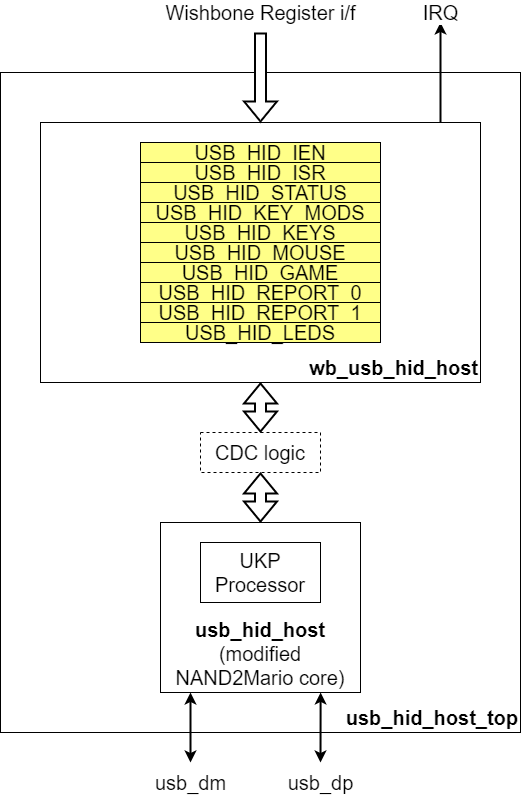 Wishbone Register i/f
IRQ
USB_HID_IEN
USB_HID_ISR
USB_HID_STATUS
USB_HID_KEY_MODS
USB_HID_KEYS
USB_HID_MOUSE
USB_HID_GAME
USB_HID_REPORT_0
USB_HID_REPORT_1
USB_HID_LEDS
wb_usb_hid_host
CDC logic
UKP
Processor
usb_hid_host
(modified
NAND2Mario core)
usb_hid_host_top
usb_dm
usb_dp